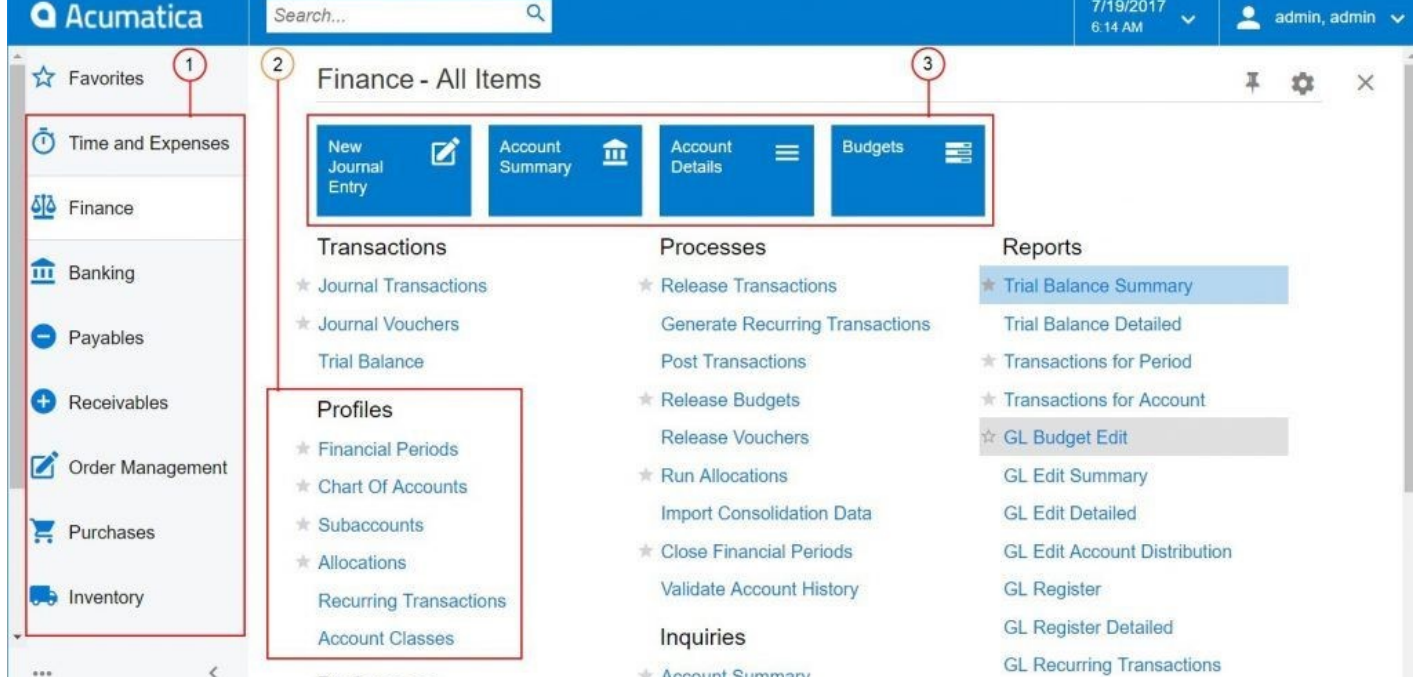 Acumatica
Search...
7/19/2017
6:14 AM
admin, admin
1
2
3
Favorites
Time and Expenses
Finance
Banking
Payables
Receivables
Order Management
Purchases
Inventory
Finance - All Items
New
Journal
Entry
Account
Summary
Account
Details
Budgets
Transactions
Journal Transactions
Journal Vouchers
Trial Balance
Profiles
Financial Periods
Chart Of Accounts
Subaccounts
Allocations
Recurring Transactions
Account Classes
Processes
Release Transactions
Generate Recurring Transactions
Post Transactions
Release Budgets
Release Vouchers
Run Allocations
Import Consolidation Data
Close Financial Periods
Validate Account History
Inquiries
Account Summary
Reports
Trial Balance Summary
Trial Balance Detailed
Transactions for Period
Transactions for Account
GL Budget Edit
GL Edit Summary
GL Edit Detailed
GL Edit Account Distribution
GL Register
GL Register Detailed
GL Recurring Transactions